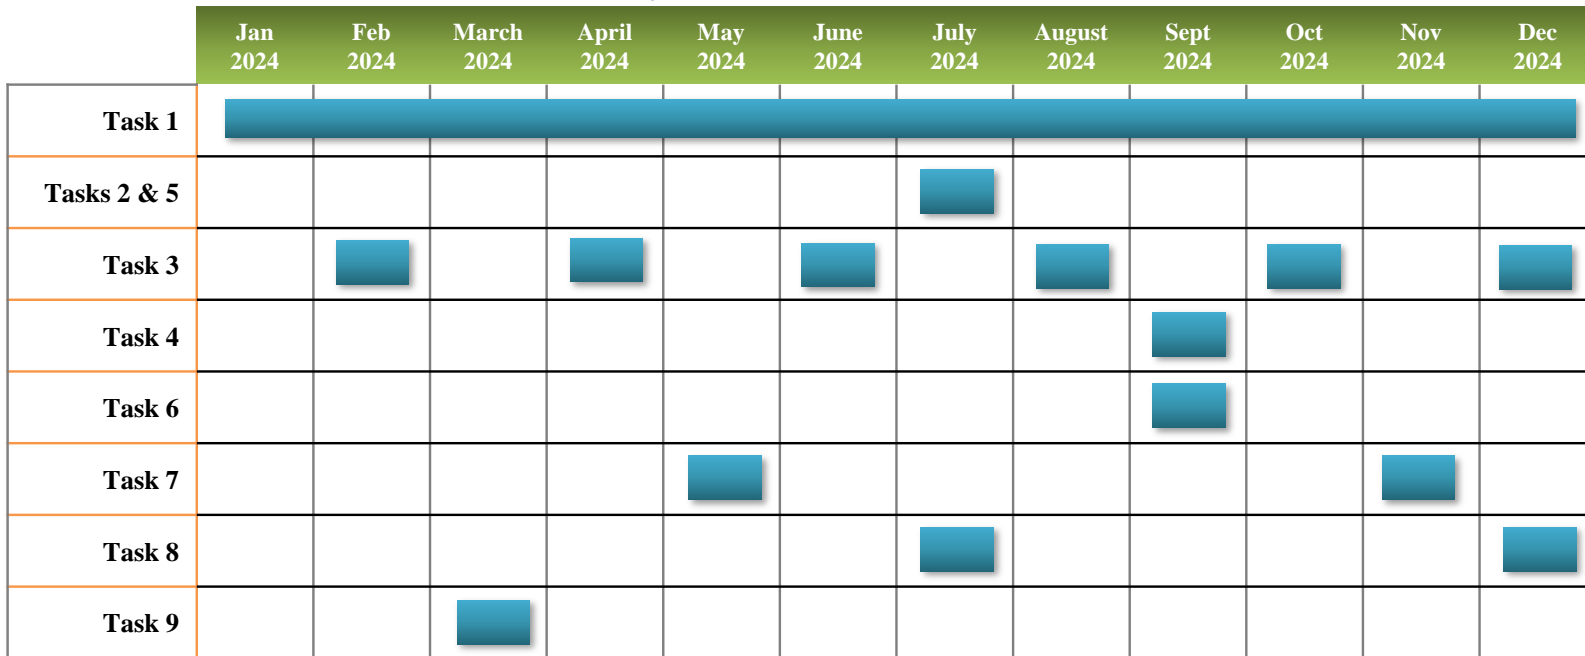 Jan Feb March April May June July August Sept Oct Nov Dec
2024 2024 2024 2024 2024 2024 2024 2024 2024 2024 2024 2024
Task 1
Tasks 2 & 5
Task 3
Task 4
Task 6
Task 7
Task 8
Task 9